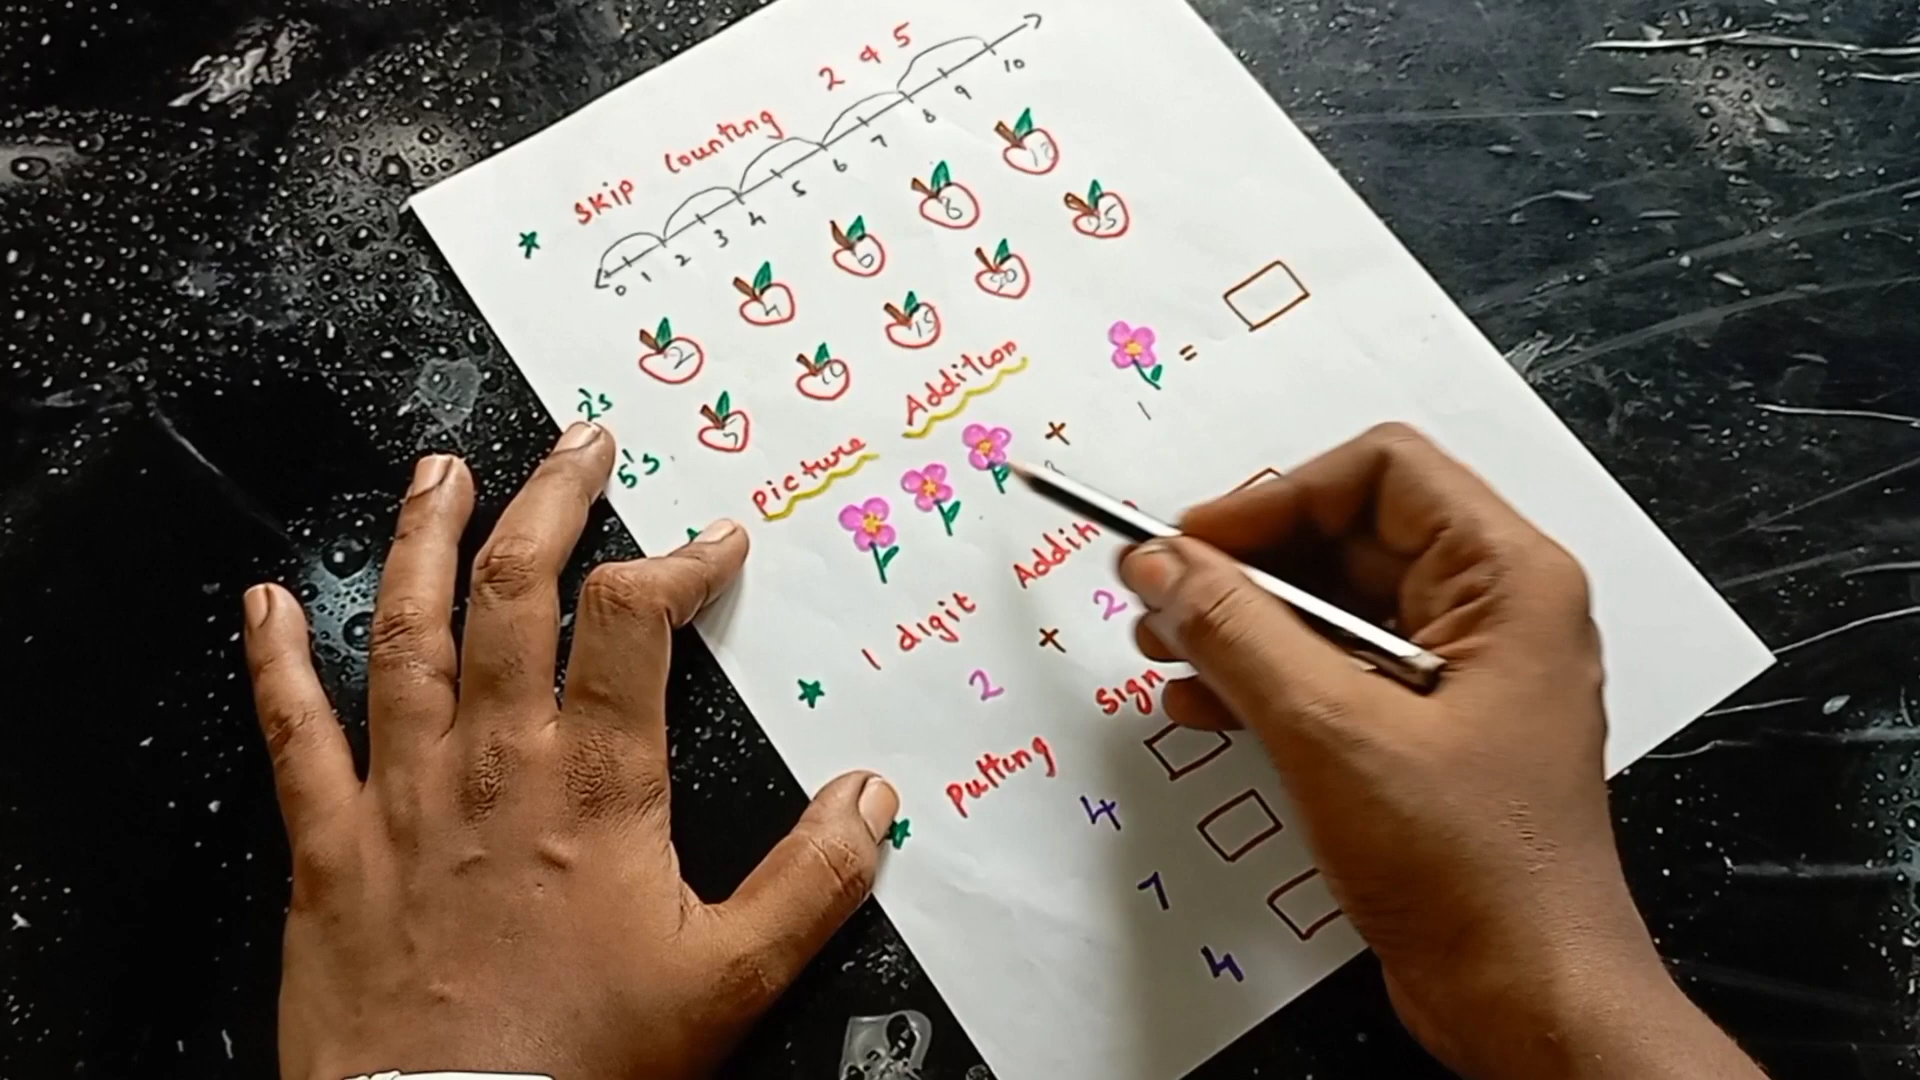 Skip Counting 2 & 5
0 1 2 3 4 5 6 7 8 9 10
2's 2 4 6 8 10
5's 5 10 15 20 25
Picture Addition
+ =
3 1
1 digit Addition
2 + 2
Putting Sign
4
7
4